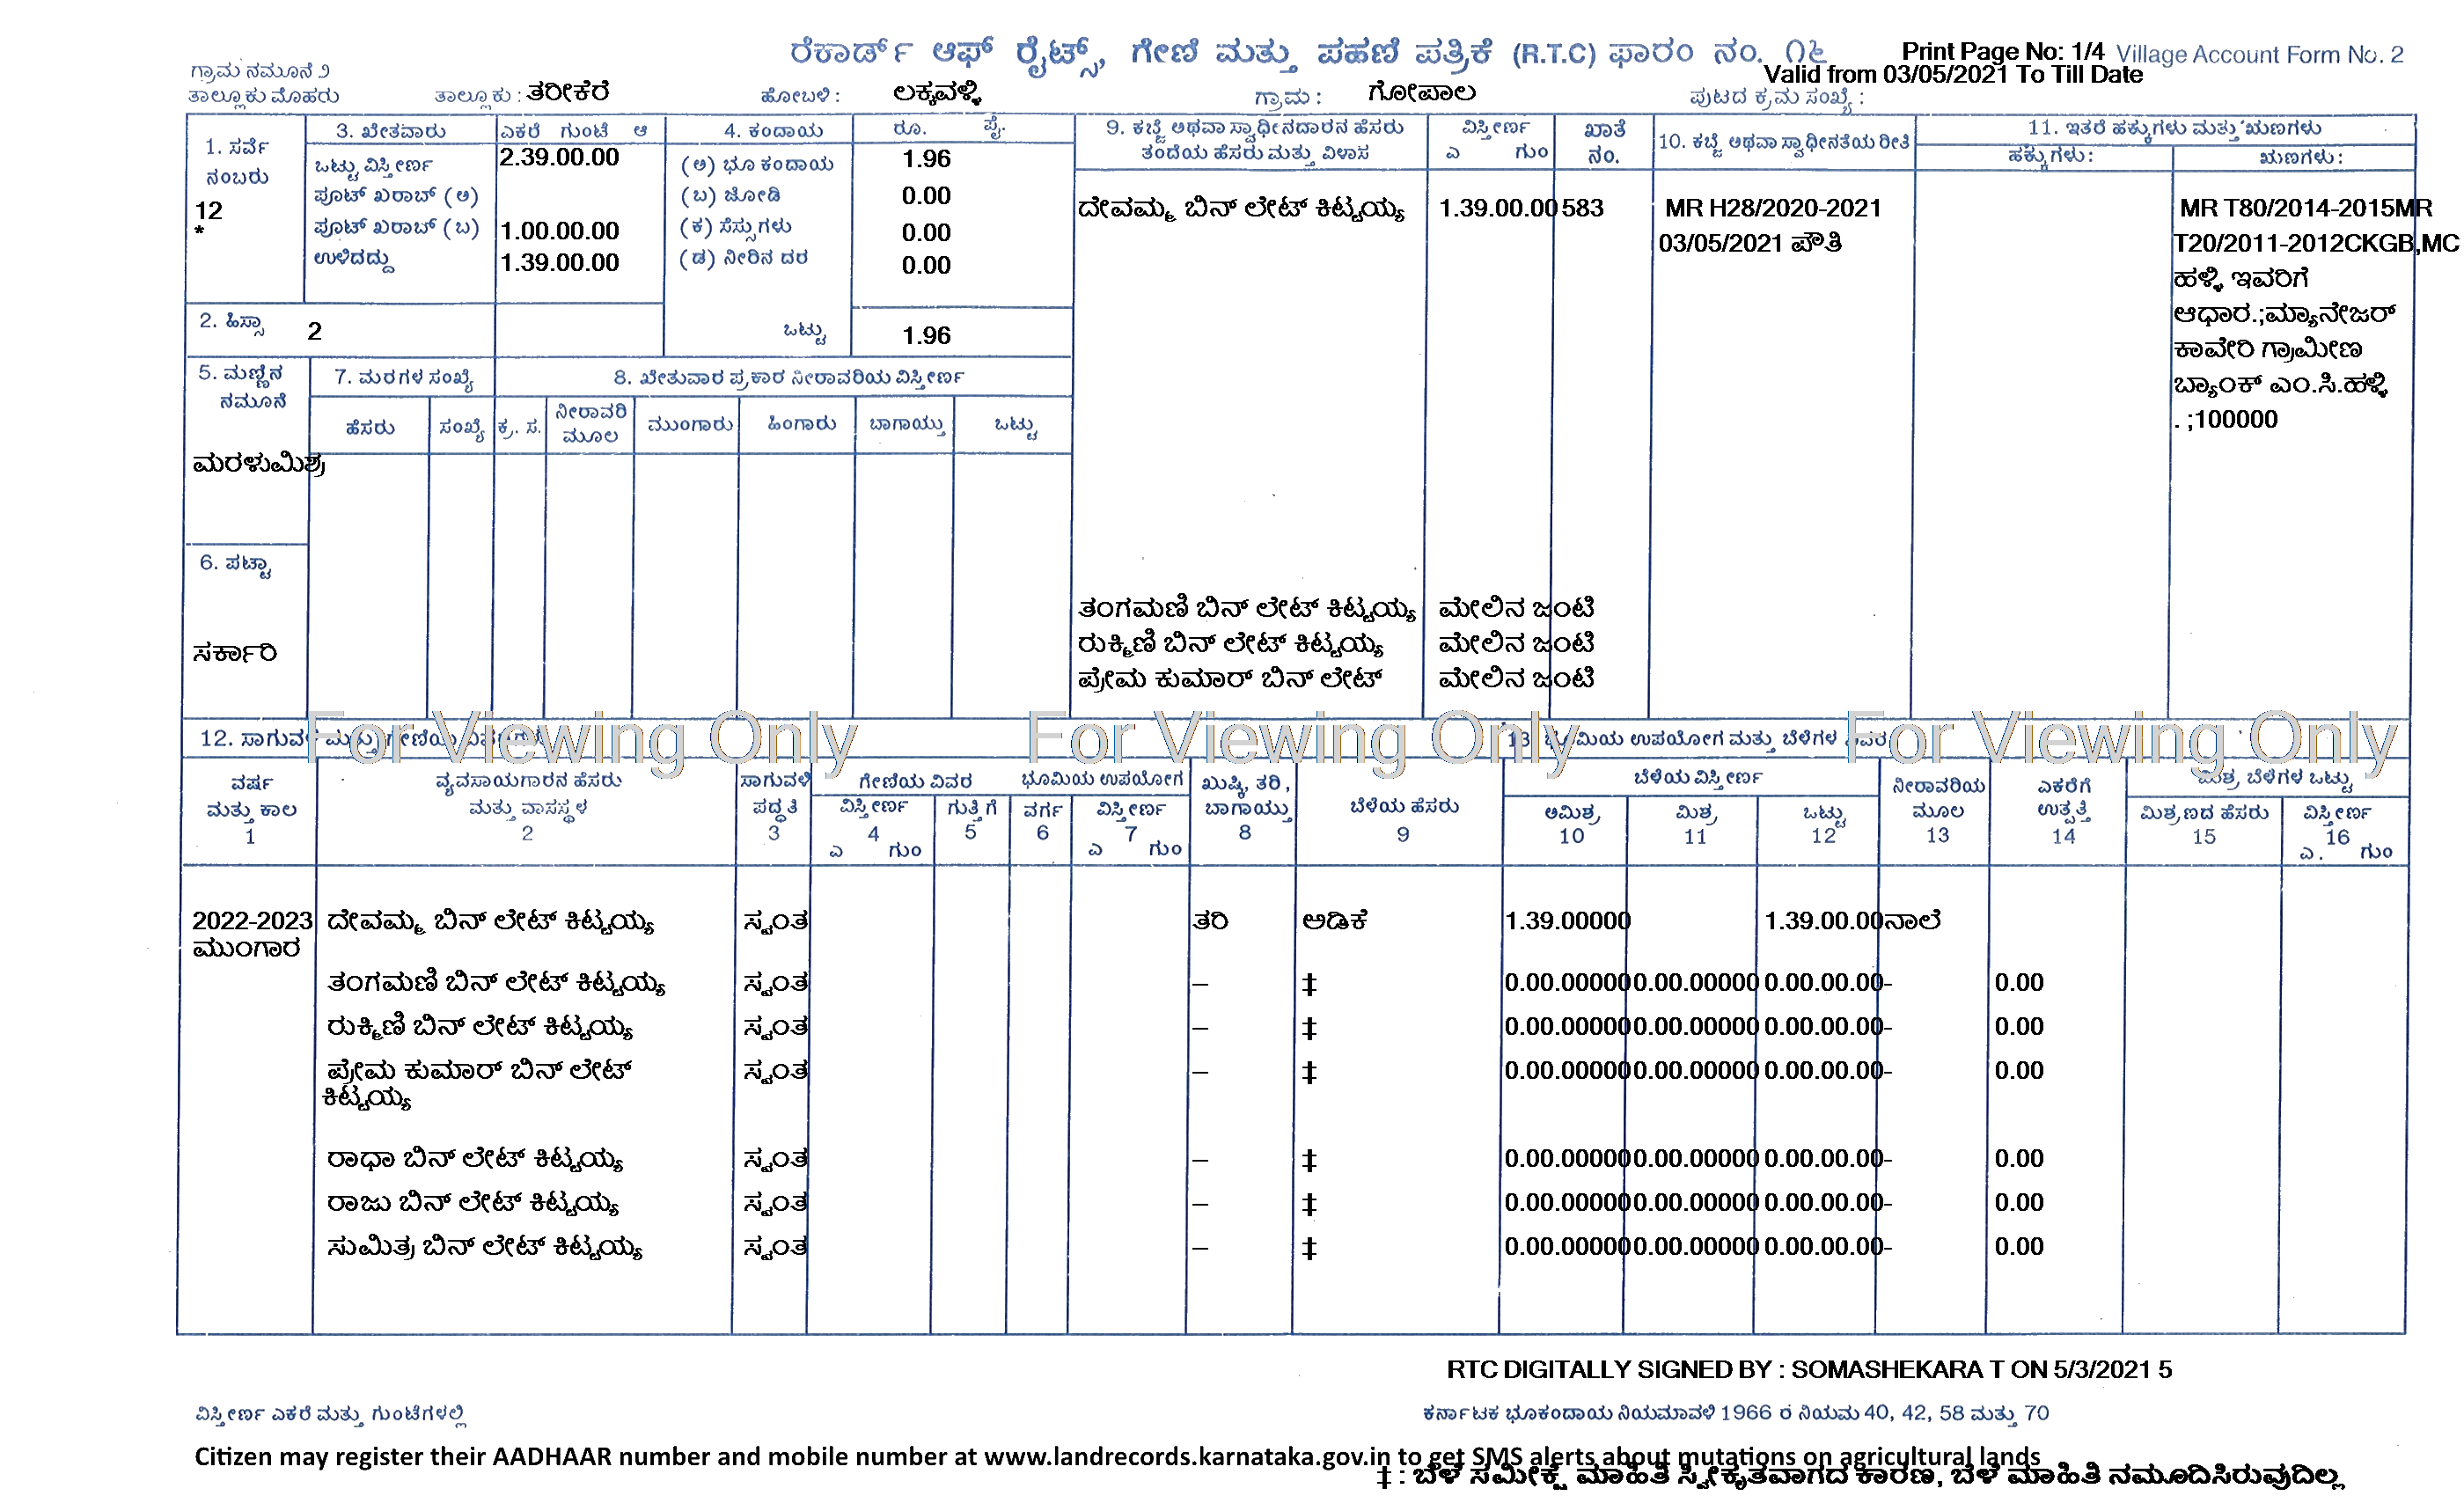 ರೆಕಾರ್ಡ್ ಆಫ್ ರೈಟ್ಸ್, ಗೇಣಿ ಮತ್ತು ಪಹಣಿ ಪತ್ರಿಕೆ (R.T.C) ಫಾರಂ ನಂ. ೧೬ Print Page No: 1/4 Village Account Form No. 2
ಗ್ರಾಮ ನಮೂನೆ ೨ Valid from 03/05/2021 To Till Date
ತಾಲ್ಲೂಕು ಮೊಹರು ತಾಲ್ಲೂಕು : ತರೀಕೆರೆ ಹೋಬಳಿ : ಲಕ್ಕವಳ್ಳಿ ಗ್ರಾಮ : ಗೋಪಾಲ ಪುಟದ ಕ್ರಮ ಸಂಖ್ಯೆ :
1. ಸರ್ವೆ ನಂಬರು
12
*
3. ಖೇತವಾರು ಎಕರೆ ಗುಂಟೆ ಆ
ಒಟ್ಟು ವಿಸ್ತೀರ್ಣ 2.39.00.00
ಪೂಟ್ ಖರಾಬ್ (ಅ)
ಪೂಟ್ ಖರಾಬ್ (ಬ) 1.00.00.00
ಉಳಿದದ್ದು 1.39.00.00
4. ಕಂದಾಯ ರೂ. ಪೈ.
(ಅ) ಭೂ ಕಂದಾಯ 1.96
(ಬ) ಜೋಡಿ 0.00
(ಕ) ಸೆಸ್ಸುಗಳು 0.00
(ಡ) ನೀರಿನ ದರ 0.00
ಒಟ್ಟು 1.96
2. ಹಿಸ್ಸಾ 2
5. ಮಣ್ಣಿನ ನಮೂನೆ
ಮರಳುಮಿಶ್ರ
6. ಪಟ್ಟಾ
ಸರ್ಕಾರಿ
7. ಮರಗಳ ಸಂಖ್ಯೆ
ಹೆಸರು ಸಂಖ್ಯೆ
8. ಖೇತುವಾರ ಪ್ರಕಾರ ನೀರಾವರಿಯ ವಿಸ್ತೀರ್ಣ
ಕ್ರ. ಸ. ನೀರಾವರಿ ಮೂಲ ಮುಂಗಾರು ಹಿಂಗಾರು ಬಾಗಾಯ್ತು ಒಟ್ಟು
9. ಕಬ್ಜೆ ಅಥವಾ ಸ್ವಾಧೀನದಾರನ ಹೆಸರು
ತಂದೆಯ ಹೆಸರು ಮತ್ತು ವಿಳಾಸ
ವಿಸ್ತೀರ್ಣ
ಎ ಗುಂ
ಖಾತೆ ನಂ.
ದೇವಮ್ಮ ಬಿನ್ ಲೇಟ್ ಕಿಟ್ಟಯ್ಯ 1.39.00.00 583
ತಂಗಮಣಿ ಬಿನ್ ಲೇಟ್ ಕಿಟ್ಟಯ್ಯ ಮೇಲಿನ ಜಂಟಿ
ರುಕ್ಮಿಣಿ ಬಿನ್ ಲೇಟ್ ಕಿಟ್ಟಯ್ಯ ಮೇಲಿನ ಜಂಟಿ
ಪ್ರೇಮ ಕುಮಾರ್ ಬಿನ್ ಲೇಟ್ ಮೇಲಿನ ಜಂಟಿ
10. ಕಬ್ಜೆ ಅಥವಾ ಸ್ವಾಧೀನತೆಯ ರೀತಿ
MR H28/2020-2021
03/05/2021 ಪೌತಿ
11. ಇತರೆ ಹಕ್ಕುಗಳು ಮತ್ತು ಋಣಗಳು
ಹಕ್ಕುಗಳು: ಋಣಗಳು:
MR T80/2014-2015MR
T20/2011-2012CKGB,MC
ಹಳ್ಳಿ ಇವರಿಗೆ
ಆಧಾರ.;ಮ್ಯಾನೇಜರ್
ಕಾವೇರಿ ಗ್ರಾಮೀಣ
ಬ್ಯಾಂಕ್ ಎಂ.ಸಿ.ಹಳ್ಳಿ
. ;100000
For Viewing Only For Viewing Only For Viewing Only
12. ಸಾಗುವಳಿ ಮತ್ತು ಗೇಣಿಯ ವಿವರಗಳು 13. ಭೂಮಿಯ ಉಪಯೋಗ ಮತ್ತು ಬೆಳೆಗಳ ವಿವರ
ವರ್ಷ ಮತ್ತು ಕಾಲ 1
ವ್ಯವಸಾಯಗಾರನ ಹೆಸರು ಮತ್ತು ವಾಸಸ್ಥಳ 2
ಸಾಗುವಳಿ ಪದ್ಧತಿ 3
ಗೇಣಿಯ ವಿವರ
ವಿಸ್ತೀರ್ಣ 4 ಎ ಗುಂ
ಗುತ್ತಿಗೆ 5
ಭೂಮಿಯ ಉಪಯೋಗ
ವರ್ಗ 6
ವಿಸ್ತೀರ್ಣ 7 ಎ ಗುಂ
ಖುಷ್ಕಿ, ತರಿ, ಬಾಗಾಯ್ತು 8
ಬೆಳೆಯ ಹೆಸರು 9
ಬೆಳೆಯ ವಿಸ್ತೀರ್ಣ
ಅಮಿಶ್ರ 10
ಮಿಶ್ರ 11
ಒಟ್ಟು 12
ನೀರಾವರಿಯ ಮೂಲ 13
ಎಕರೆಗೆ ಉತ್ಪತ್ತಿ 14
ಮಿಶ್ರ ಬೆಳೆಗಳ ಒಟ್ಟು
ಮಿಶ್ರಣದ ಹೆಸರು 15
ವಿಸ್ತೀರ್ಣ 16 ಎ. ಗುಂ
2022-2023 ದೇವಮ್ಮ ಬಿನ್ ಲೇಟ್ ಕಿಟ್ಟಯ್ಯ ಸ್ವಂತ ತರಿ ಅಡಿಕೆ 1.39.00000 1.39.00.00 ನಾಲೆ
ಮುಂಗಾರ
ತಂಗಮಣಿ ಬಿನ್ ಲೇಟ್ ಕಿಟ್ಟಯ್ಯ ಸ್ವಂತ – ‡ 0.00.00000 0.00.00000 0.00.00.00 - 0.00
ರುಕ್ಮಿಣಿ ಬಿನ್ ಲೇಟ್ ಕಿಟ್ಟಯ್ಯ ಸ್ವಂತ – ‡ 0.00.00000 0.00.00000 0.00.00.00 - 0.00
ಪ್ರೇಮ ಕುಮಾರ್ ಬಿನ್ ಲೇಟ್ ಸ್ವಂತ – ‡ 0.00.00000 0.00.00000 0.00.00.00 - 0.00
ಕಿಟ್ಟಯ್ಯ
ರಾಧಾ ಬಿನ್ ಲೇಟ್ ಕಿಟ್ಟಯ್ಯ ಸ್ವಂತ – ‡ 0.00.00000 0.00.00000 0.00.00.00 - 0.00
ರಾಜು ಬಿನ್ ಲೇಟ್ ಕಿಟ್ಟಯ್ಯ ಸ್ವಂತ – ‡ 0.00.00000 0.00.00000 0.00.00.00 - 0.00
ಸುಮಿತ್ರ ಬಿನ್ ಲೇಟ್ ಕಿಟ್ಟಯ್ಯ ಸ್ವಂತ – ‡ 0.00.00000 0.00.00000 0.00.00.00 - 0.00
RTC DIGITALLY SIGNED BY : SOMASHEKARA T ON 5/3/2021 5
ವಿಸ್ತೀರ್ಣ ಎಕರೆ ಮತ್ತು ಗುಂಟೆಗಳಲ್ಲಿ ಕರ್ನಾಟಕ ಭೂಕಂದಾಯ ನಿಯಮಾವಳಿ 1966 ರ ನಿಯಮ 40, 42, 58 ಮತ್ತು 70
Citizen may register their AADHAAR number and mobile number at www.landrecords.karnataka.gov.in to get SMS alerts about mutations on agricultural lands
‡ : ಬೆಳೆ ಸಮೀಕ್ಷೆ ಮಾಹಿತಿ ಸ್ವೀಕೃತವಾಗದ ಕಾರಣ, ಬೆಳೆ ಮಾಹಿತಿ ನಮೂದಿಸಿರುವುದಿಲ್ಲ